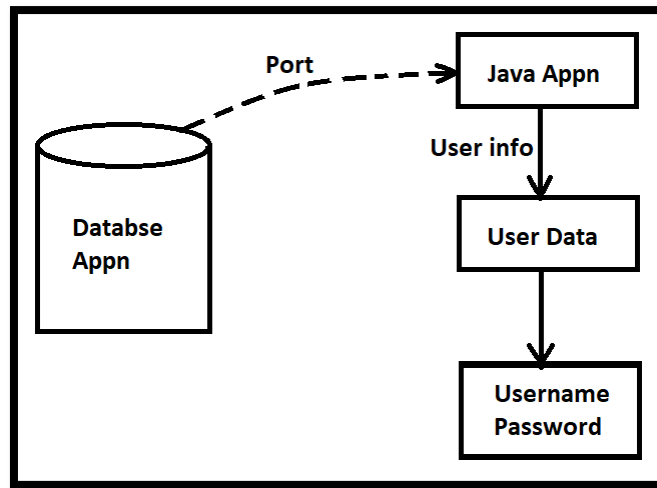 Port
Java Appn
User info
Databse
Appn
User Data
Username
Password